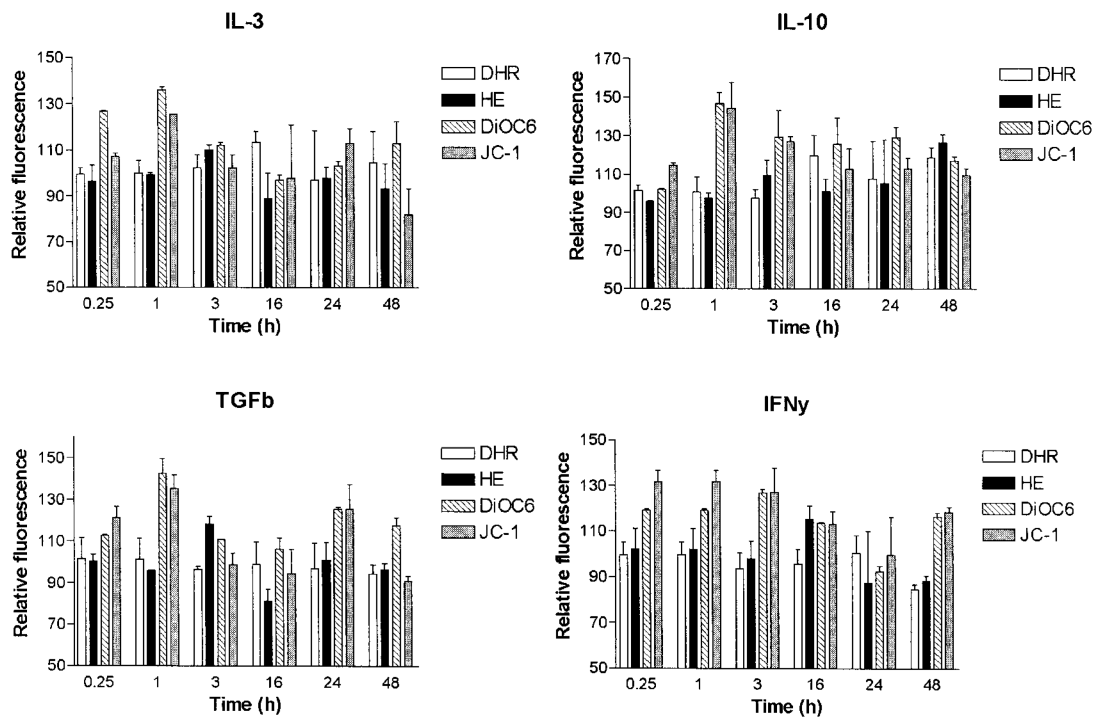 IL-3
Relative fluorescence
150
130
110
90
70
50
0.25 1 3 16 24 48
Time (h)
DHR
HE
DiOC6
JC-1
IL-10
Relative fluorescence
170
150
130
110
90
70
50
0.25 1 3 16 24 48
Time (h)
DHR
HE
DiOC6
JC-1
TGFb
Relative fluorescence
150
130
110
90
70
50
0.25 1 3 16 24 48
Time (h)
DHR
HE
DiOC6
JC-1
IFNy
Relative fluorescence
150
130
110
90
70
50
0.25 1 3 16 24 48
Time (h)
DHR
HE
DiOC6
JC-1